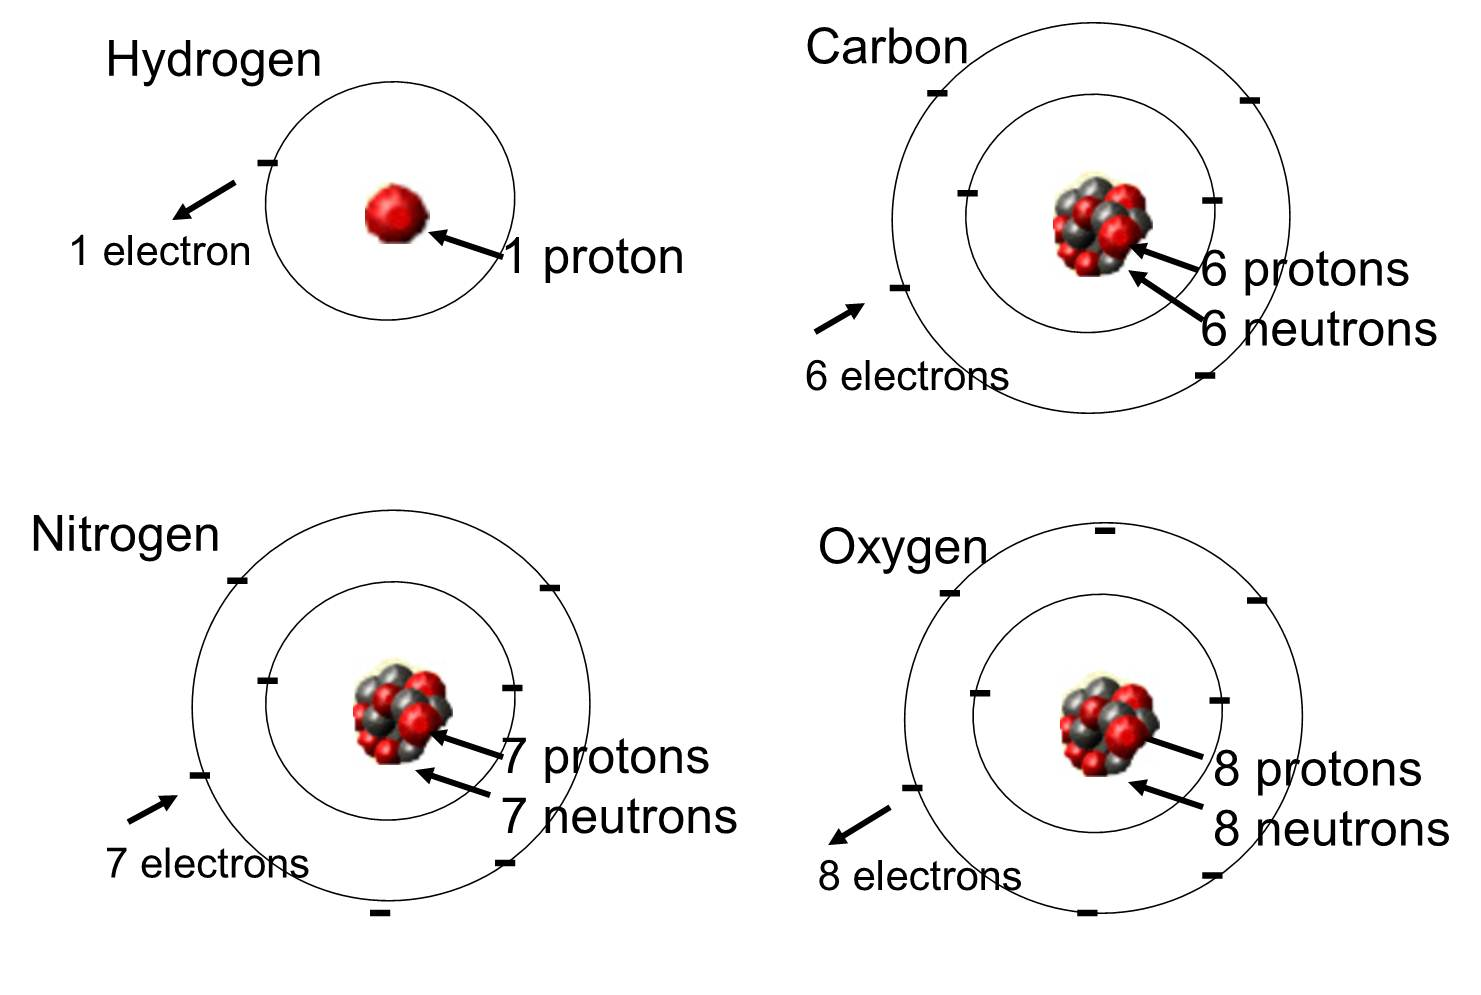 Hydrogen
1 electron
1 proton
Carbon
6 protons
6 neutrons
6 electrons
Nitrogen
7 protons
7 neutrons
7 electrons
Oxygen
8 protons
8 neutrons
8 electrons